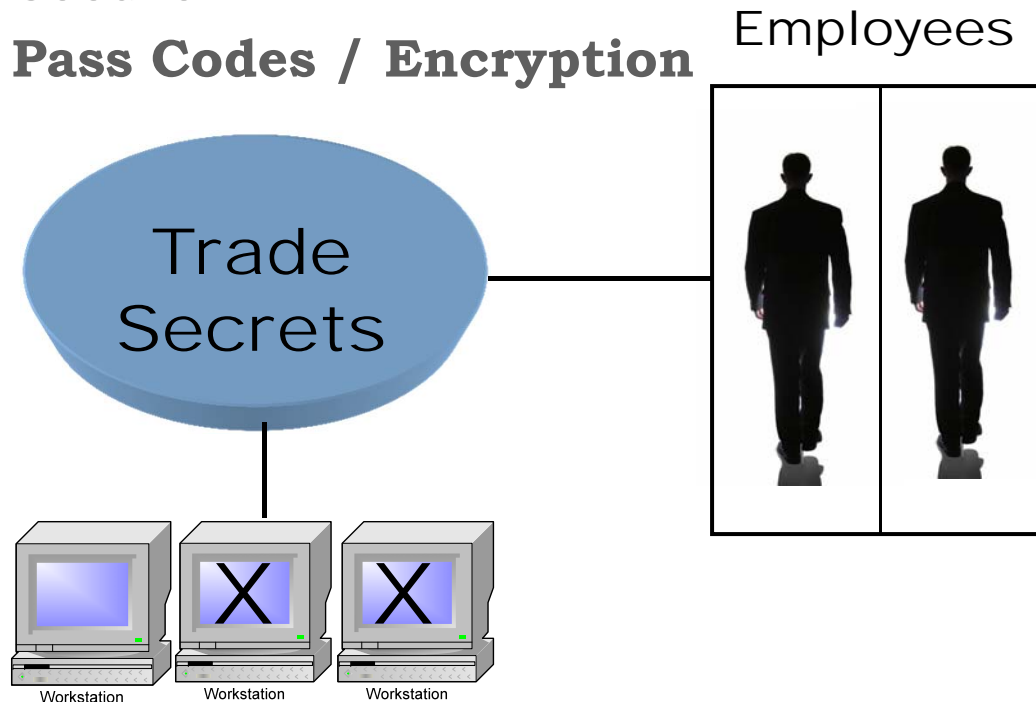 Employees
Pass Codes / Encryption
Trade
Secrets
X
X
Workstation
Workstation
Workstation